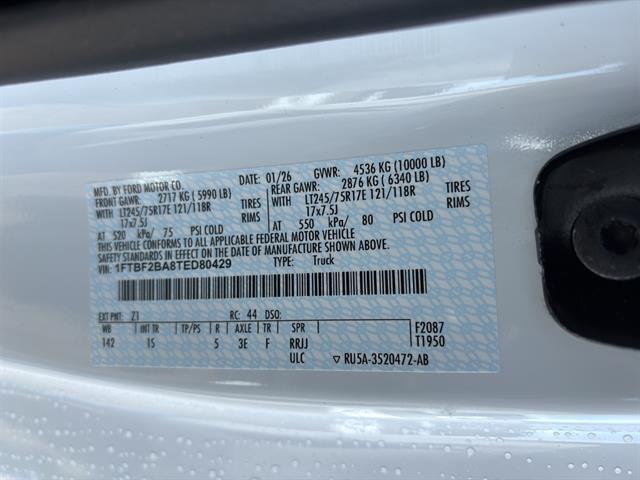 MFD. BY FORD MOTOR CO.
DATE: 01/26 GVWR: 4536 KG (10000 LB)
FRONT GAWR: 2717 KG (5990 LB) REAR GAWR: 2876 KG (6340 LB)
WITH LT245/75R17E 121/118R TIRES LT245/75R17E 121/118R TIRES
17x7.5J RIMS WITH 17x7.5J RIMS
AT 520 kPa/ 75 PSI COLD AT 550 kPa/ 80 PSI COLD
THIS VEHICLE CONFORMS TO ALL APPLICABLE FEDERAL MOTOR VEHICLE
SAFETY STANDARDS IN EFFECT ON THE DATE OF MANUFACTURE SHOWN ABOVE.
VIN: 1FTBF2BA8TED80429 TYPE: Truck
EXT PNT: Z1 RC: 44 DSO:
WB INT TR TP/PS R AXLE TR SPR F2087
142 1S 5 3E F RRJJ T1950
ULC ▽ RU5A-3520472-AB